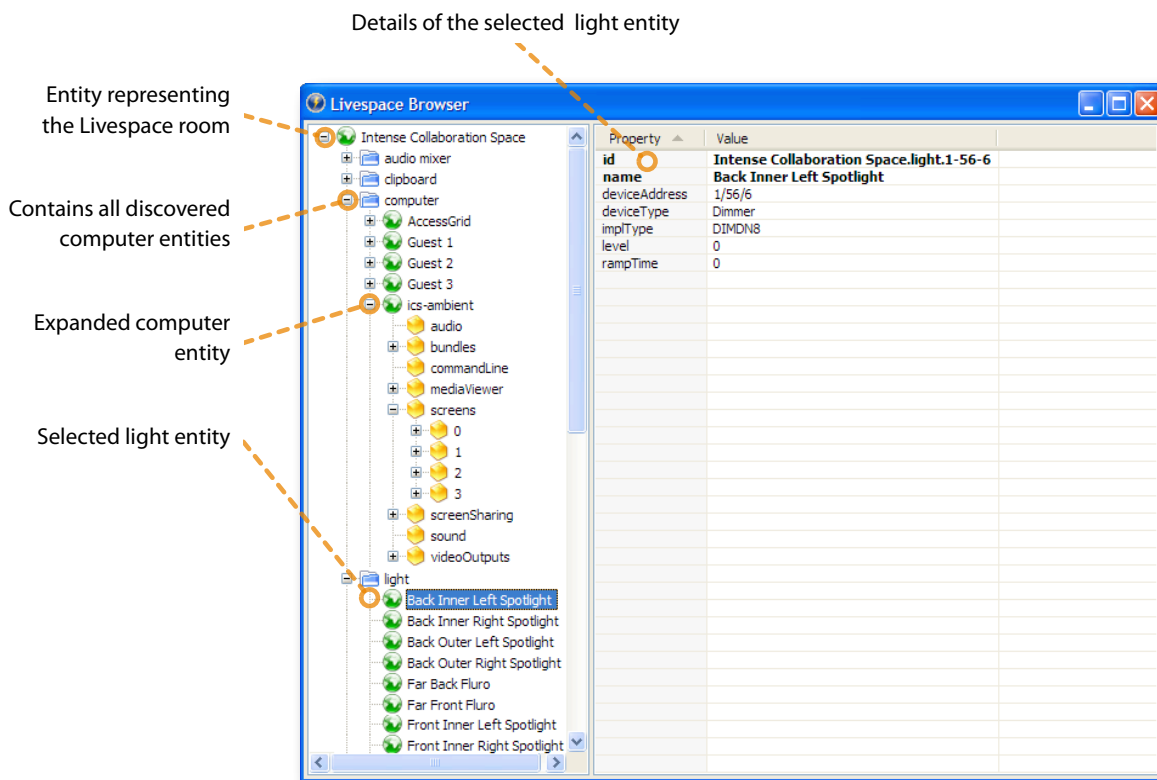 Details of the selected light entity
Entity representing
the Livespace room
Contains all discovered
computer entities
Expanded computer
entity
Selected light entity
Livespace Browser
Intense Collaboration Space
audio mixer
clipboard
computer
AccessGrid
Guest 1
Guest 2
Guest 3
ics-ambient
audio
bundles
commandLine
mediaViewer
screens
0
1
2
3
screenSharing
sound
videoOutputs
light
Back Inner Left Spotlight
Back Inner Right Spotlight
Back Outer Left Spotlight
Back Outer Right Spotlight
Far Back Fluro
Far Front Fluro
Front Inner Left Spotlight
Front Inner Right Spotlight
Property Value
id Intense Collaboration Space.light.1-56-6
name Back Inner Left Spotlight
deviceAddress 1/56/6
deviceType Dimmer
implType DIMDN8
level 0
rampTime 0